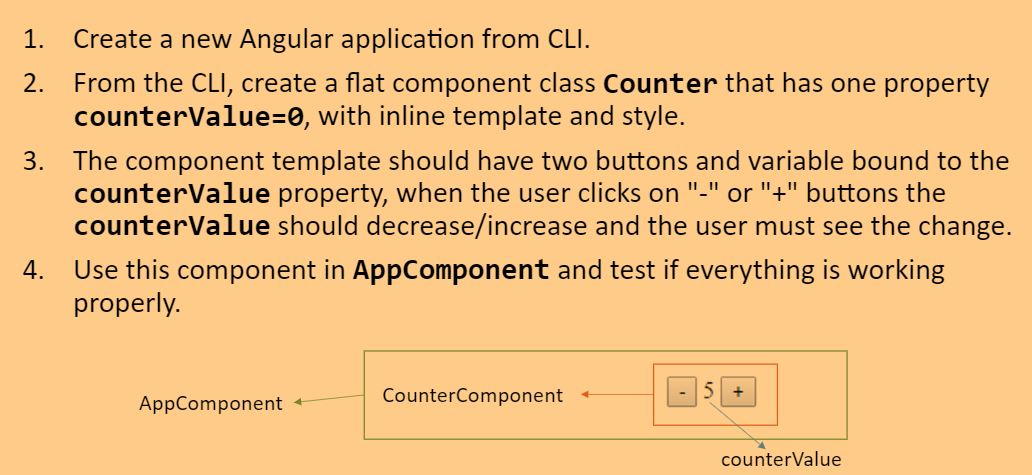 1. Create a new Angular application from CLI.
2. From the CLI, create a flat component class Counter that has one property
counterValue=0, with inline template and style.
3. The component template should have two buttons and variable bound to the
counterValue property, when the user clicks on "-" or "+" buttons the
counterValue should decrease/increase and the user must see the change.
4. Use this component in AppComponent and test if everything is working
properly.
AppComponent
CounterComponent
- 5 +
counterValue